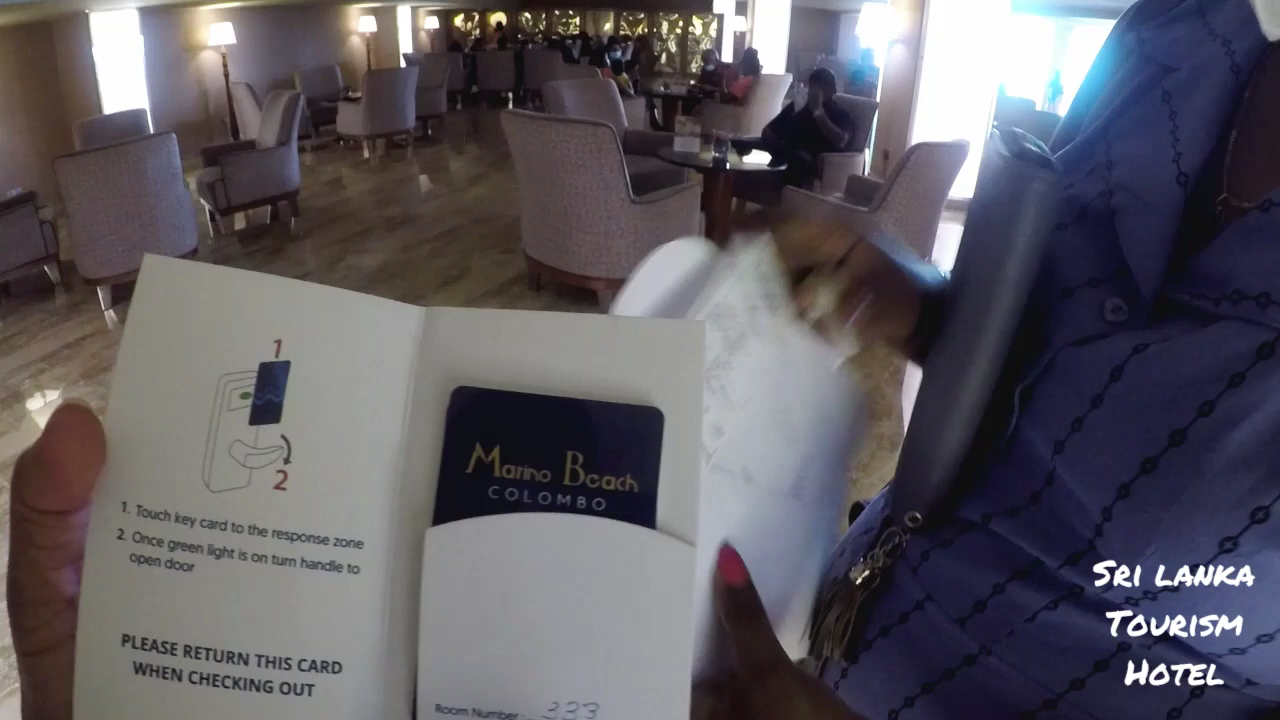 1
2
1. Touch key card to the response zone
2. Once green light is on turn handle to
open door
PLEASE RETURN THIS CARD
WHEN CHECKING OUT
Marino Beach
COLOMBO
Room Number: 333
SRI LANKA
TOURISM
HOTEL